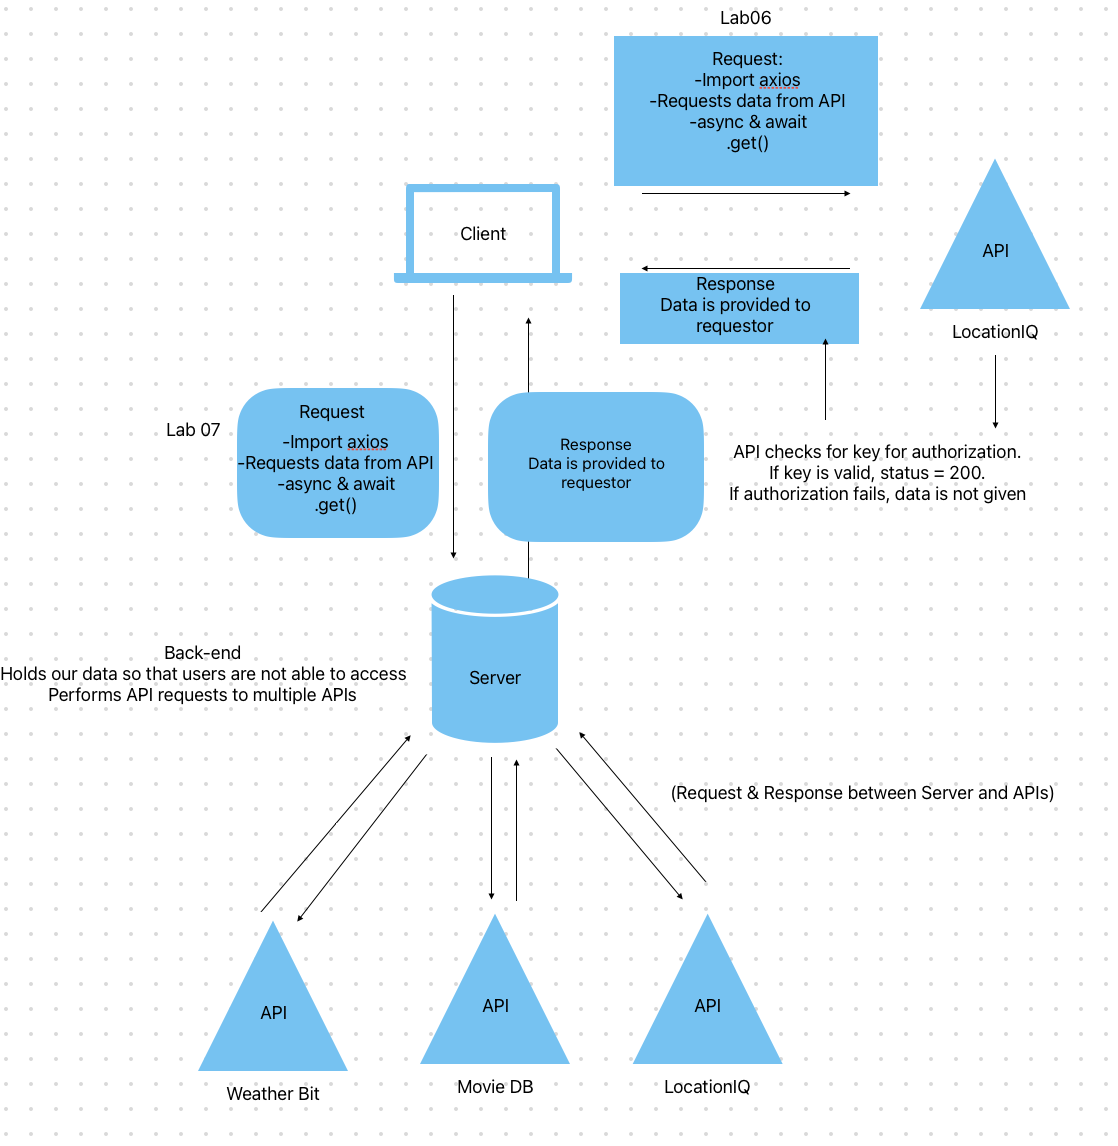 Lab06
Request:
-Import axios
-Requests data from API
-async & await
.get()
Client
API
LocationIQ
Response
Data is provided to
requestor
API checks for key for authorization.
If key is valid, status = 200.
If authorization fails, data is not given
Lab 07
Request
-Import axios
-Requests data from API
-async & await
.get()
Response
Data is provided to
requestor
Back-end
Holds our data so that users are not able to access
Performs API requests to multiple APIs
Server
(Request & Response between Server and APIs)
API
Weather Bit
API
Movie DB
API
LocationIQ